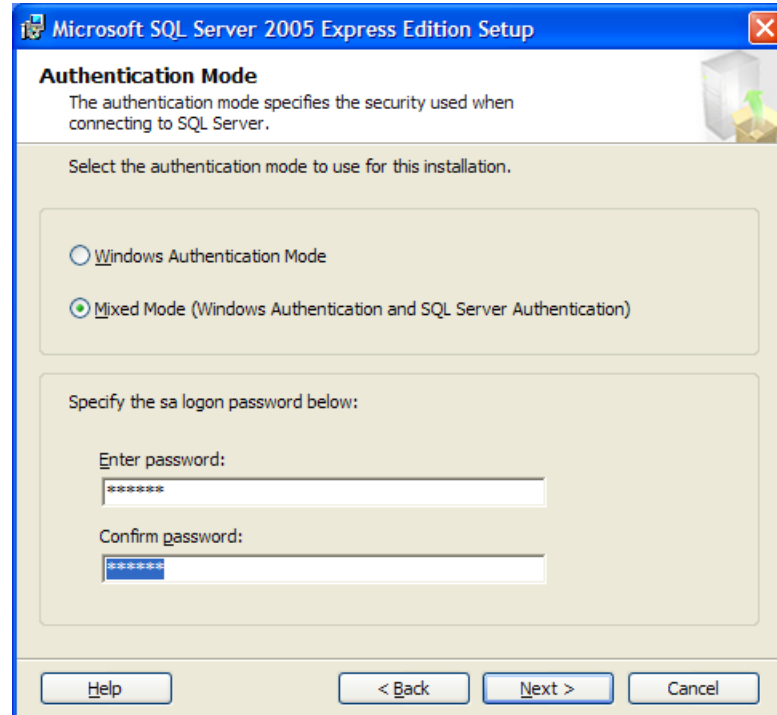 Microsoft SQL Server 2005 Express Edition Setup
Authentication Mode
The authentication mode specifies the security used when
connecting to SQL Server.
Select the authentication mode to use for this installation.
Windows Authentication Mode
Mixed Mode (Windows Authentication and SQL Server Authentication)
Specify the sa logon password below:
Enter password:
******
Confirm password:
******
Help
< Back
Next >
Cancel